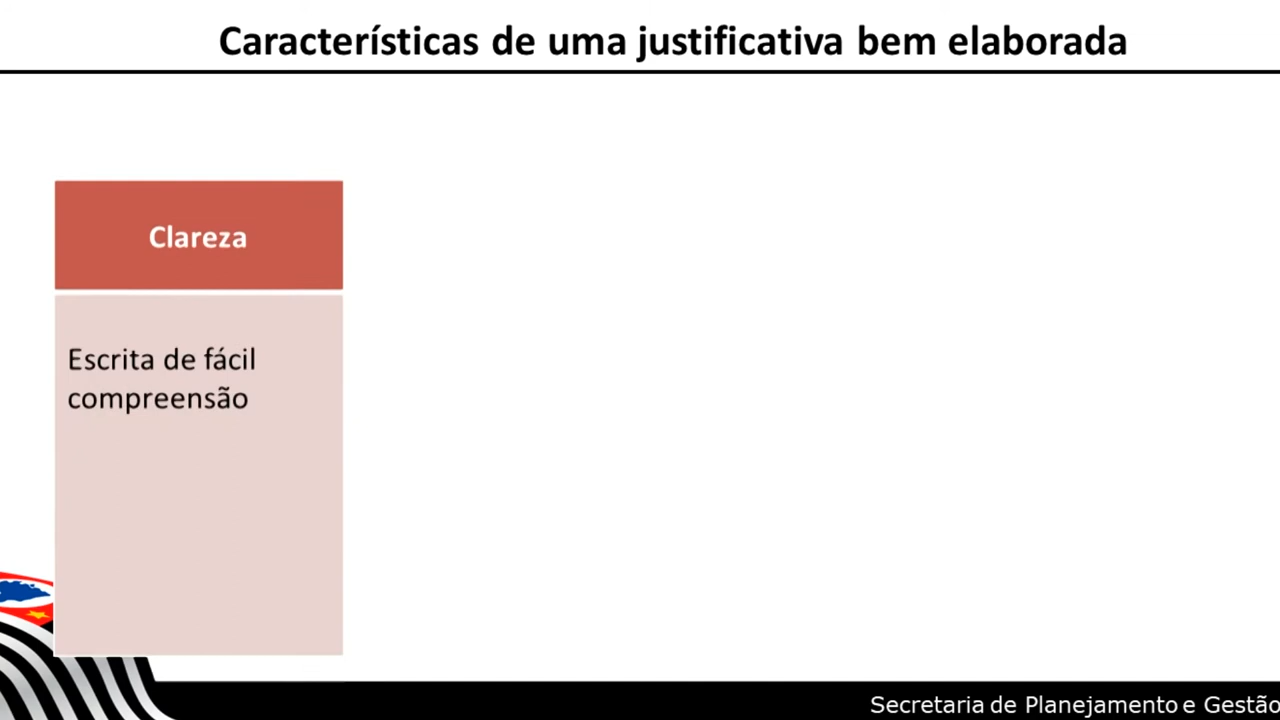 Características de uma justificativa bem elaborada
Clareza
Escrita de fácil
compreensão
Secretaria de Planejamento e Gestão